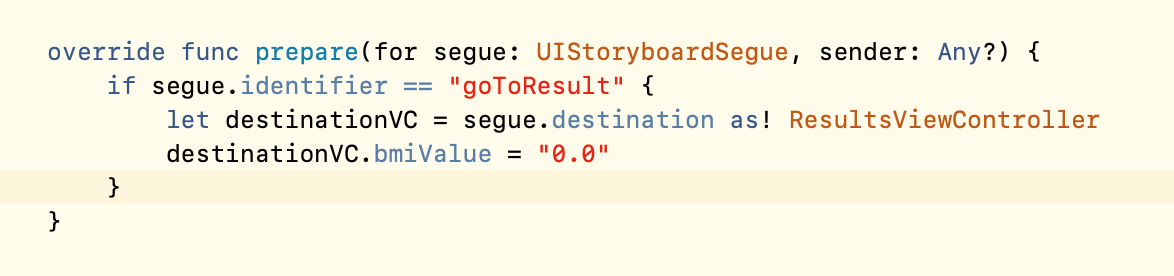 override func prepare(for segue: UIStoryboardSegue, sender: Any?) {
    if segue.identifier == "goToResult" {
        let destinationVC = segue.destination as! ResultsViewController
        destinationVC.bmiValue = "0.0"
    }
}